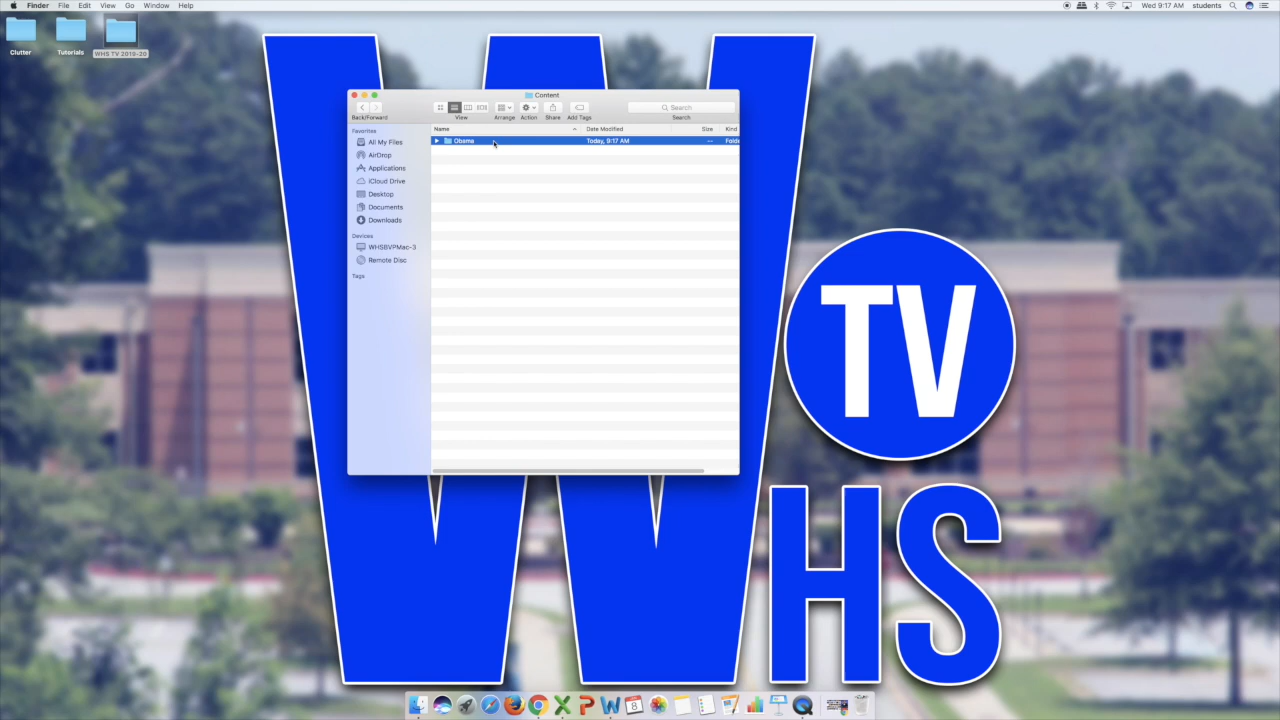 Finder File Edit View Go Window Help
Wed 9:17 AM students
Clutter Tutorials WHS TV 2019-20
Content
Search
Back/Forward View Arrange Action Share Add Tags Search
Favorites
All My Files
AirDrop
Applications
iCloud Drive
Desktop
Documents
Downloads
Devices
WHSBVPMac-3
Remote Disc
Tags
Name Date Modified Size Kind
Obama Today, 9:17 AM -- Folde
W
TV
HS
8